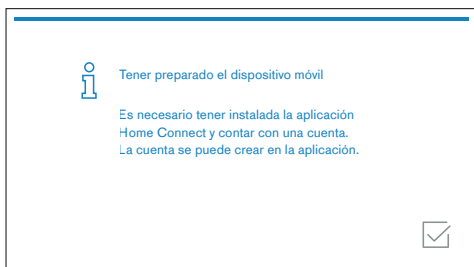 Tener preparado el dispositivo móvil
Es necesario tener instalada la aplicación
Home Connect y contar con una cuenta.
La cuenta se puede crear en la aplicación.